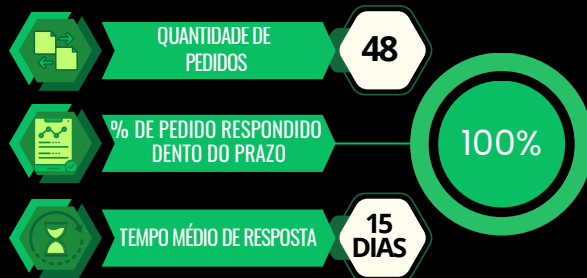 QUANTIDADE DE
PEDIDOS
48
% DE PEDIDO RESPONDIDO
DENTO DO PRAZO
100%
TEMPO MÉDIO DE RESPOSTA
15
DIAS